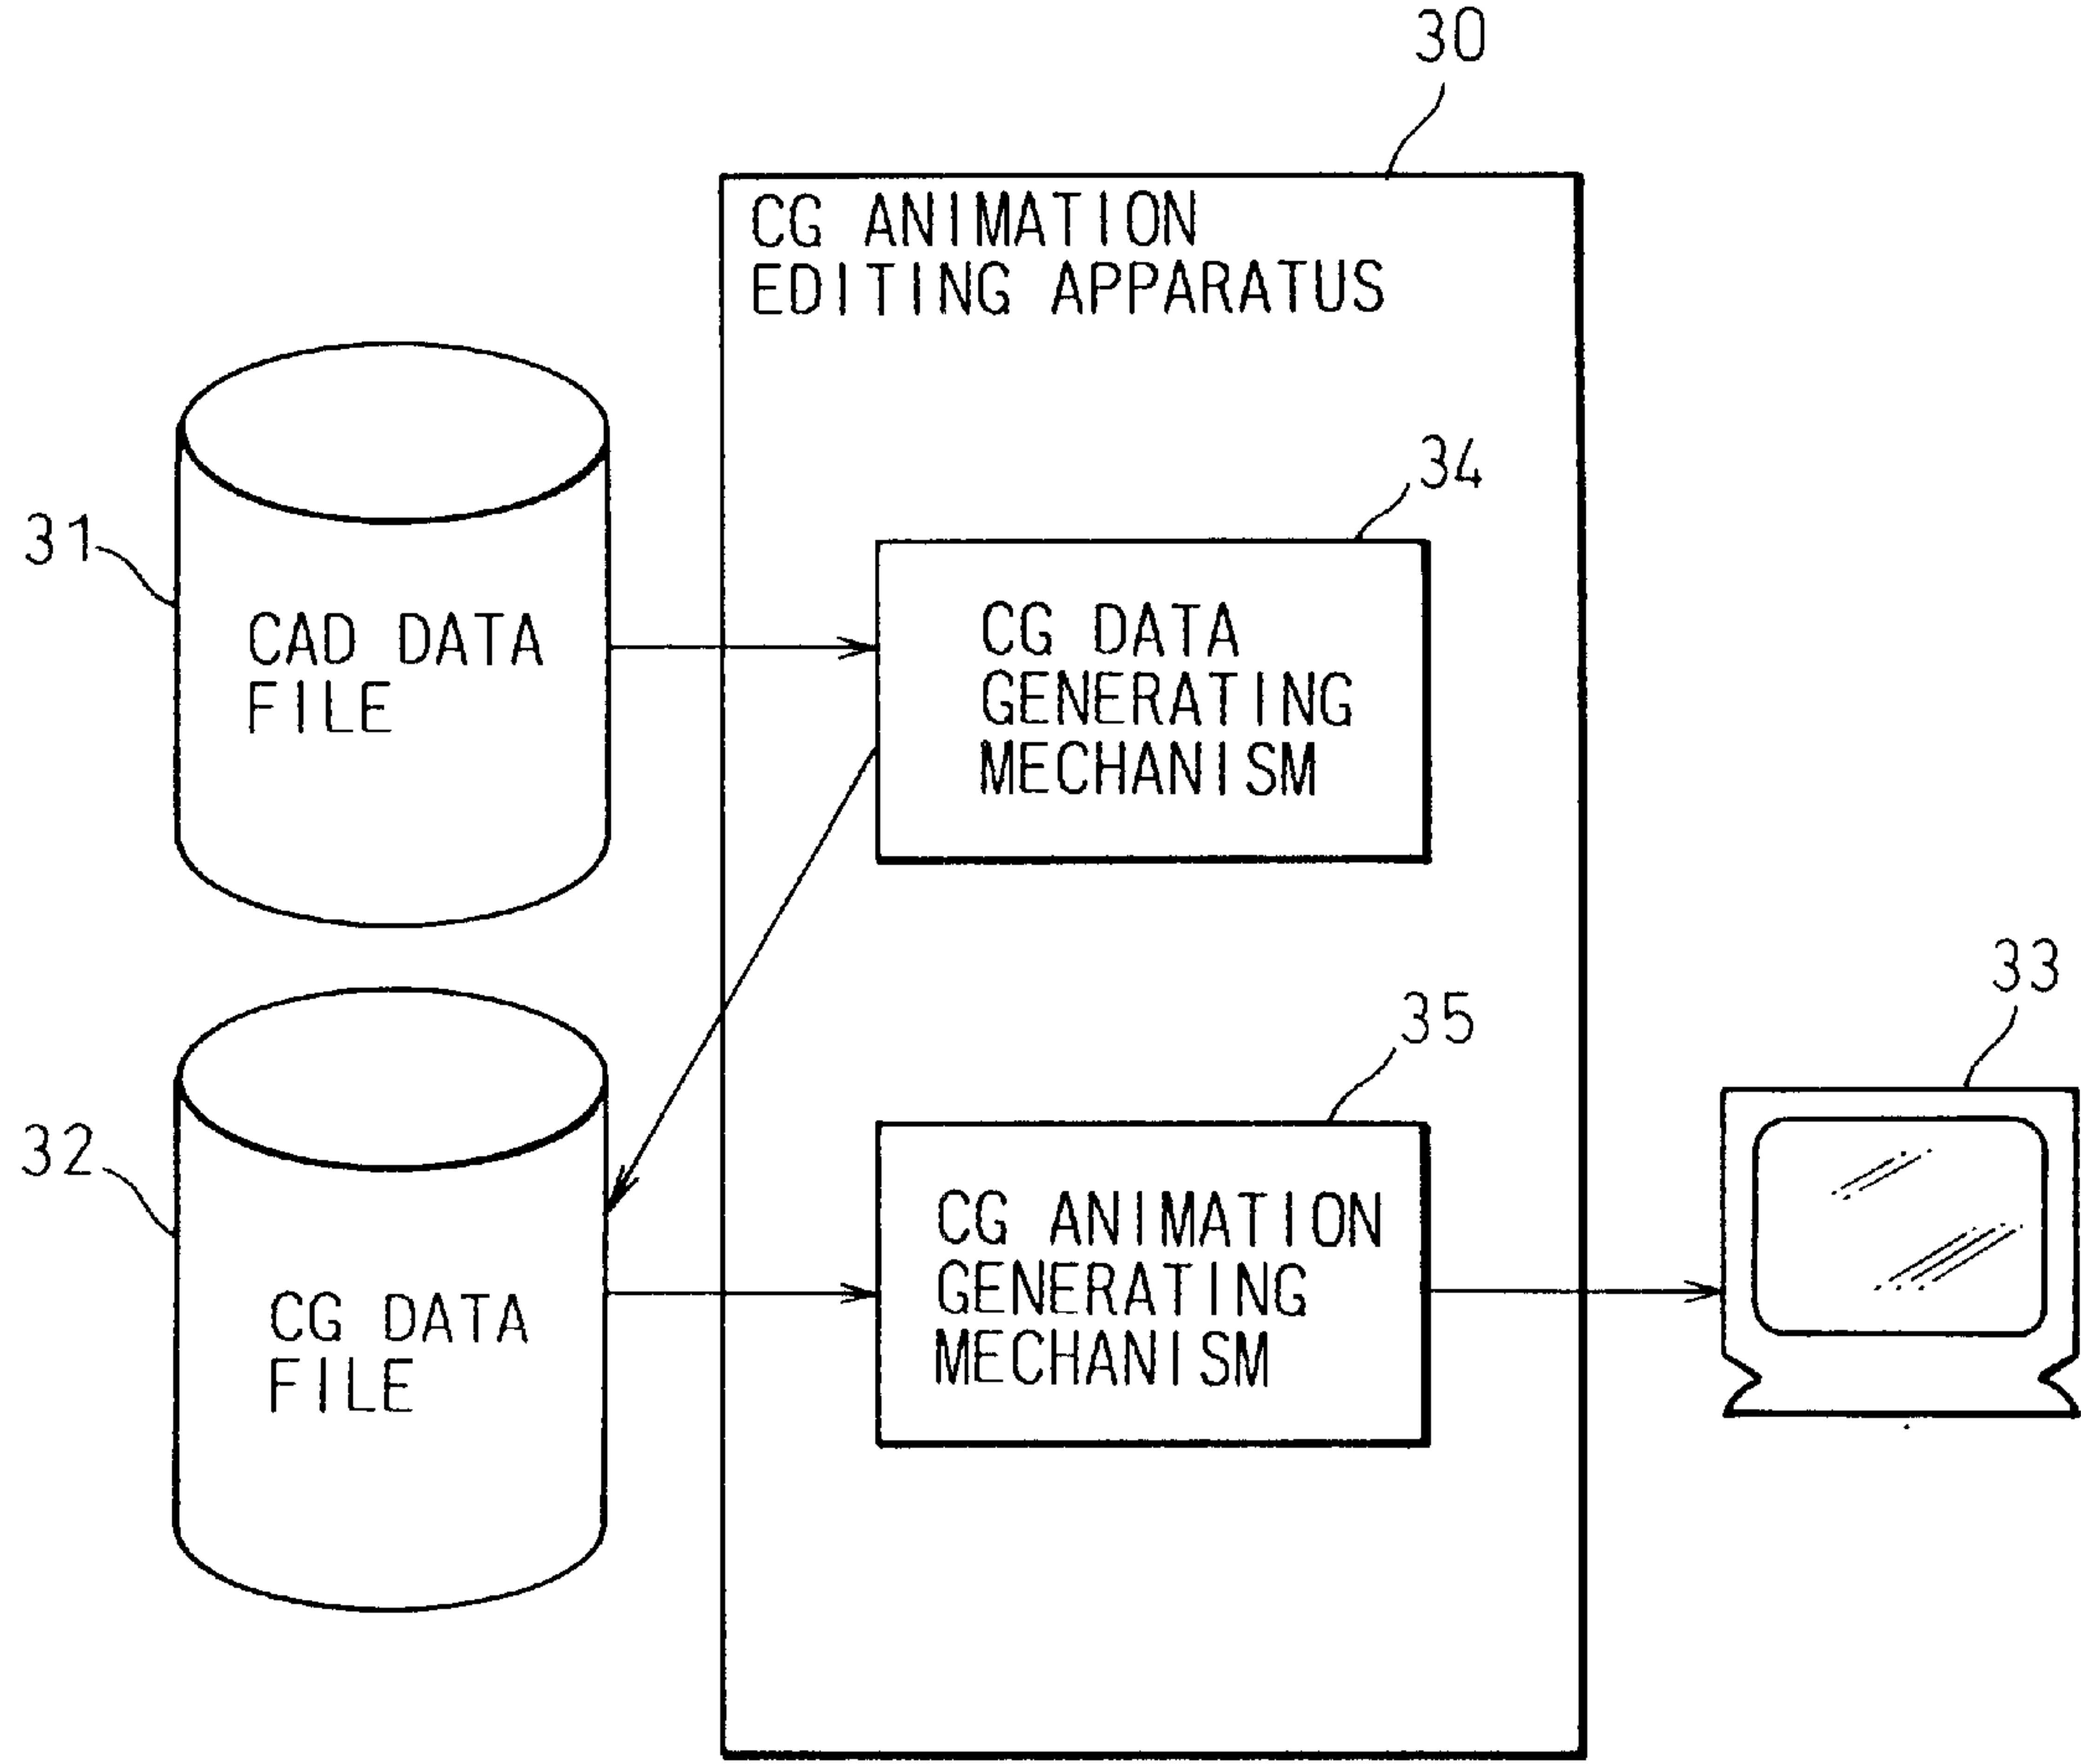 30
CG ANIMATION
EDITING APPARATUS
34
31
CAD DATA
FILE
CG DATA
GENERATING
MECHANISM
33
35
32
CG ANIMATION
GENERATING
MECHANISM
CG DATA
FILE